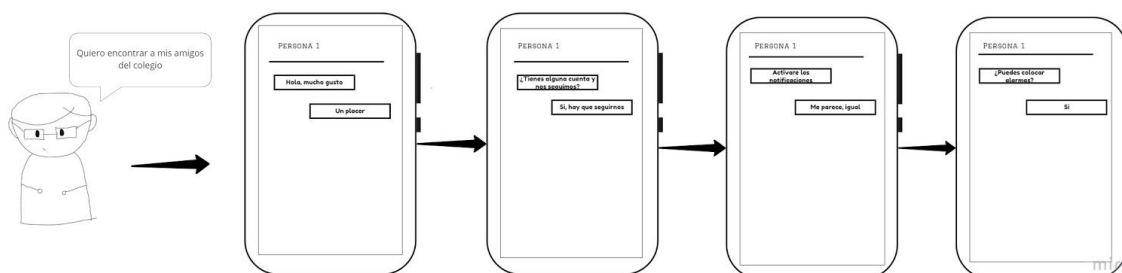 Quiero encontrar a mis amigos
del colegio
Persona 1
Hola, mucho gusto
Un placer
Persona 1
¿Tienes alguna cuenta y
nos seguimos?
Si, hay que seguirnos
Persona 1
Activare las
notificaciones
Me parece, igual
Persona 1
¿Puedes colocar
alarmas?
Si